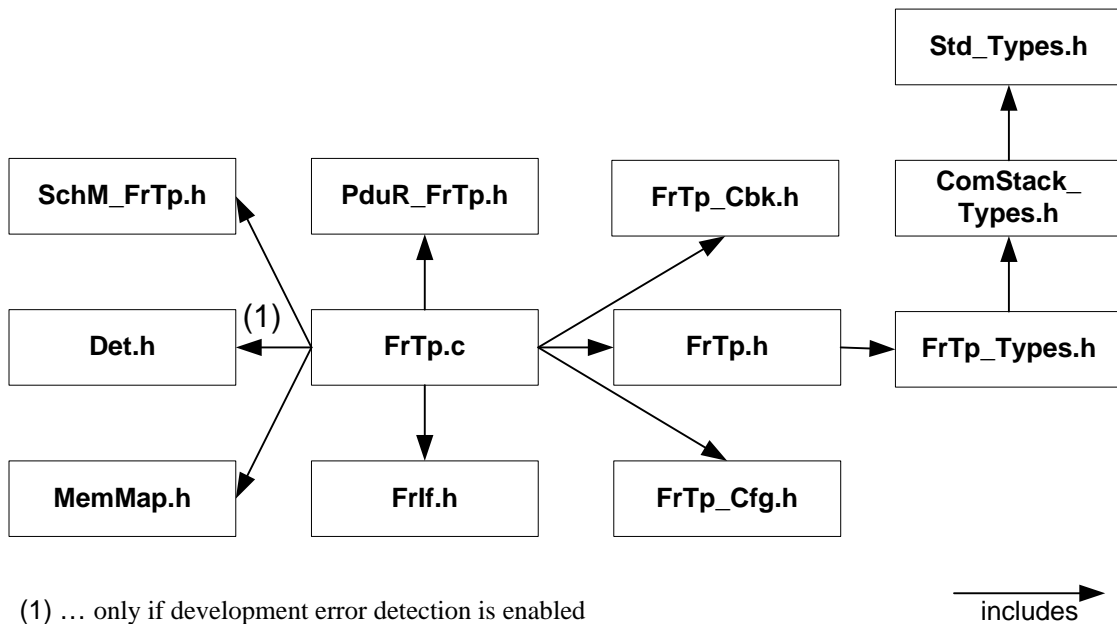 Std_Types.h
SchM_FrTp.h
PduR_FrTp.h
FrTp_Cbk.h
ComStack_
Types.h
(1)
Det.h
FrTp.c
FrTp.h
FrTp_Types.h
MemMap.h
FrIf.h
FrTp_Cfg.h
(1) … only if development error detection is enabled
includes